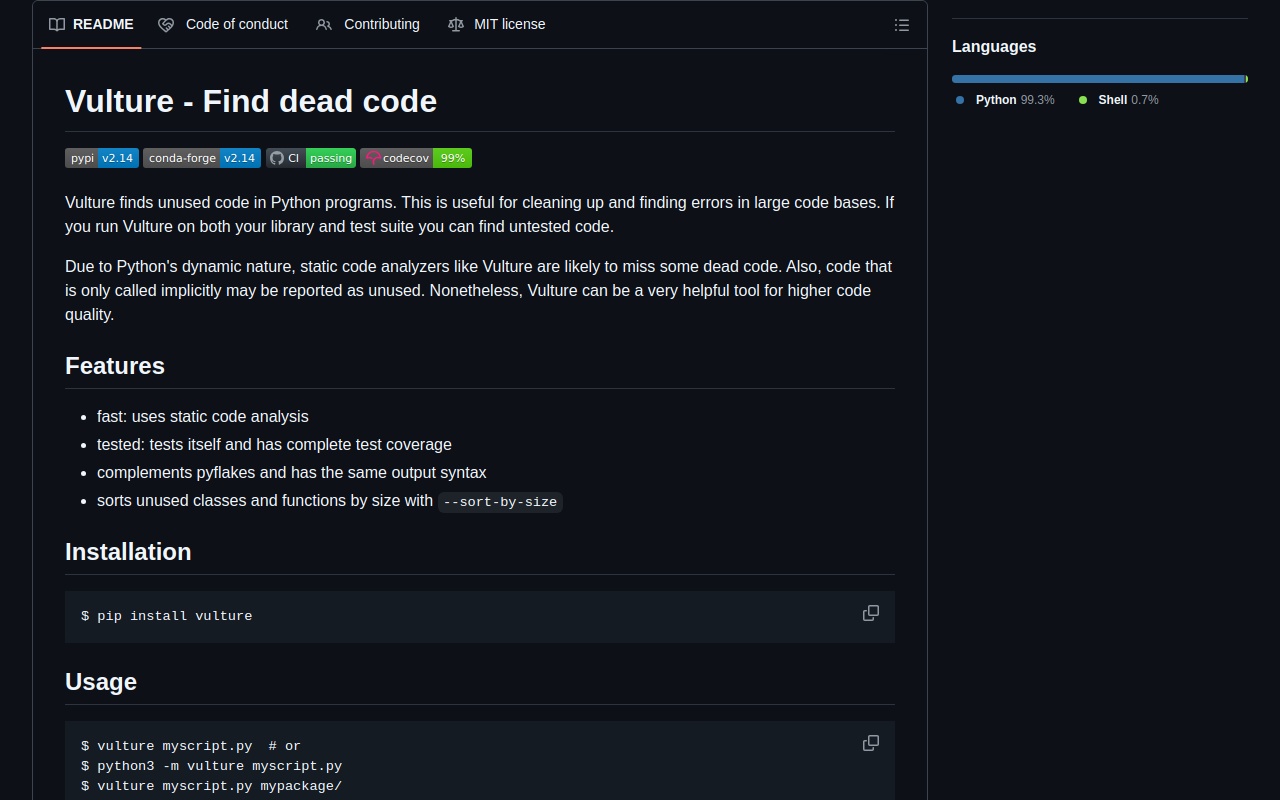 README Code of conduct Contributing MIT license
Languages
Python 99.3% Shell 0.7%
Vulture - Find dead code
pypi v2.14 conda-forge v2.14 CI passing codecov 99%
Vulture finds unused code in Python programs. This is useful for cleaning up and finding errors in large code bases. If
you run Vulture on both your library and test suite you can find untested code.
Due to Python's dynamic nature, static code analyzers like Vulture are likely to miss some dead code. Also, code that
is only called implicitly may be reported as unused. Nonetheless, Vulture can be a very helpful tool for higher code
quality.
Features
fast: uses static code analysis
tested: tests itself and has complete test coverage
complements pyflakes and has the same output syntax
sorts unused classes and functions by size with --sort-by-size
Installation
$ pip install vulture
Usage
$ vulture myscript.py  # or
$ python3 -m vulture myscript.py
$ vulture myscript.py mypackage/